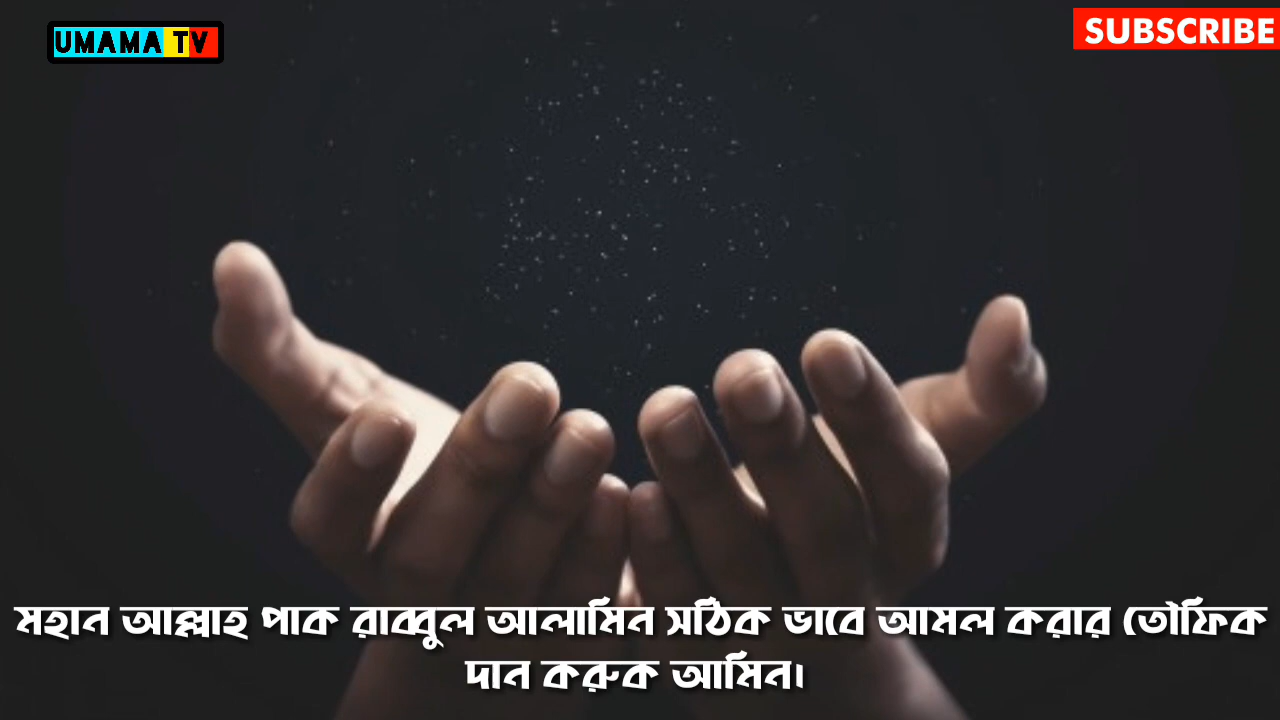 UMAMA TV
SUBSCRIBE
মহান আল্লাহ পাক রাব্বুল আলামিন সঠিক ভাবে আমল করার তৌফিক
দান করুক আমিন।